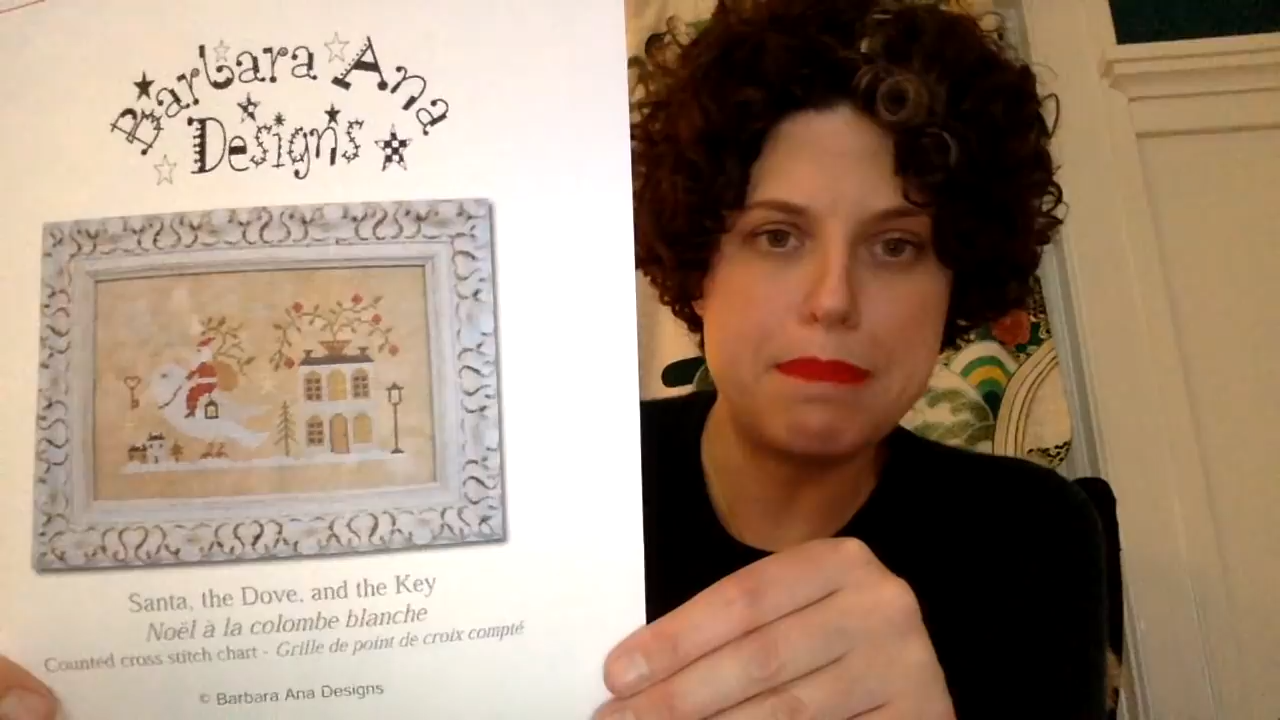 Barbara Ana
Designs
Santa, the Dove, and the Key
Noël à la colombe blanche
Counted cross stitch chart - Grille de point de croix compté
© Barbara Ana Designs